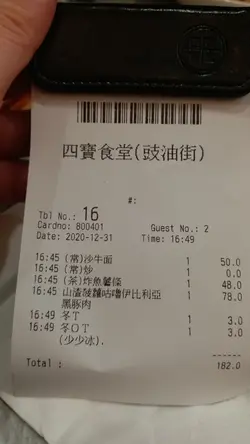 四寶食堂(豉油街)
#:
Tbl No.: 16
Cardno: 800401 Guest No.: 2
Date: 2020-12-31 Time: 16:49
16:45 (常)沙牛面 1 50.0
16:45 (常)炒 1 0.0
16:45 (茶)炸魚薯條 1 48.0
16:45 山渣酸蘿咕嚕伊比利亞 1 78.0
黑豚肉
16:49 冬T 1 3.0
16:49 冬OT 1 3.0
(少少冰).
------
Total : 182.0